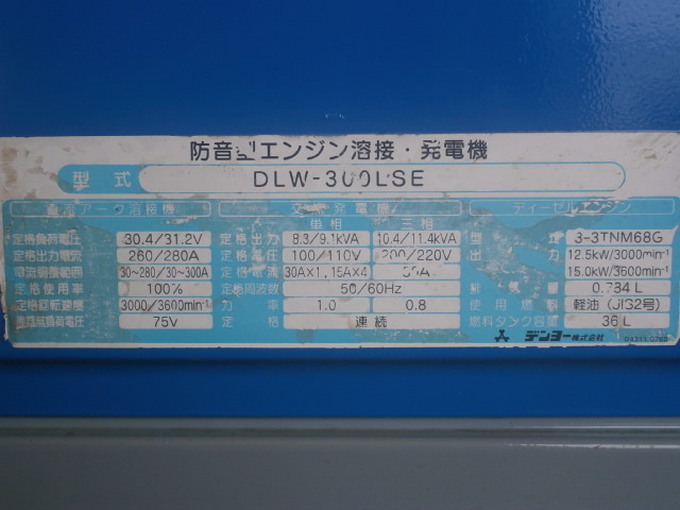 防音型エンジン溶接・発電機
型式 DLW-300LSE
直流アーク溶接機 交流発電機 ディーゼルエンジン
単相 三相
定格負荷電圧 30.4/31.2V 定格出力 8.3/9.1kVA 10.4/11.4kVA 型 3-3TNM68G
定格出力電流 260/280A 定格電圧 100/110V 200/220V 出力 12.5kW/3000min⁻¹
電流調整範囲 30~280/30~300A 定格電流 30A×1,15A×4 15.0kW/3600min⁻¹
定格使用率 100% 定格周波数 50/60Hz 排気量 0.784L
定格回転速度 3000/3600min⁻¹ 力率 1.0 0.8 使用燃料 軽油(JIS2号)
無負荷電圧 75V 定格 連続 燃料タンク容量 36L
デンヨー株式会社